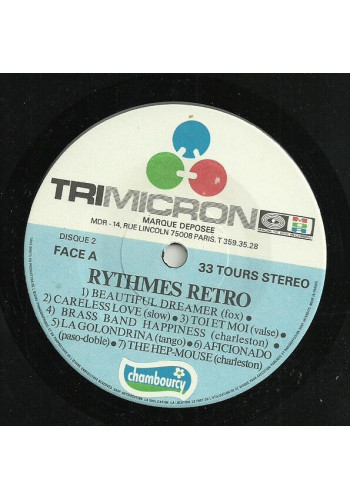 TRIMICRON
MARQUE DEPOSEE
MDR - 14, RUE LINCOLN 75008 PARIS. T 359.35.28
DISQUE 2
FACE A
33 TOURS STEREO
RYTHMES RETRO
1) BEAUTIFUL DREAMER (fox) •
2) CARELESS LOVE (slow) • 3) TOI ET MOI (valse) •
4) BRASS BAND HAPPINESS (charleston) •
5) LA GOLONDRINA (tango) • 6) AFICIONADO
(paso-doble) • 7) THE HEP-MOUSE (charleston)
chambourcy